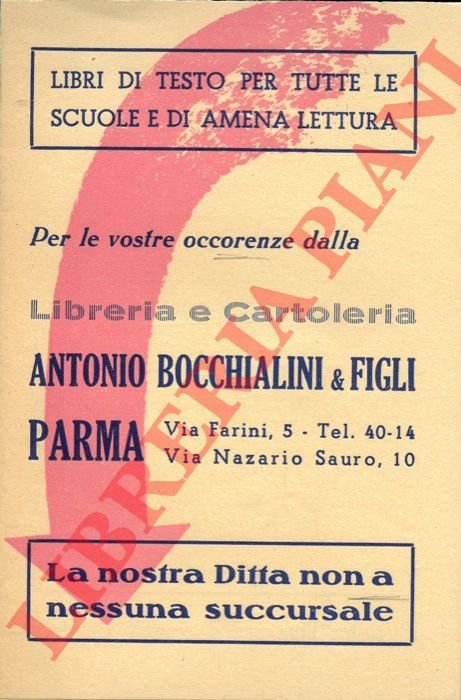 LIBRI DI TESTO PER TUTTE LE
SCUOLE E DI AMENA LETTURA
Per le vostre occorenze dalla
Libreria e Cartoleria
ANTONIO BOCCHIALINI & FIGLI
PARMA Via Farini, 5 - Tel. 40-14
Via Nazario Sauro, 10
La nostra Ditta non a
nessuna succursale
LIBRERIA PIANI